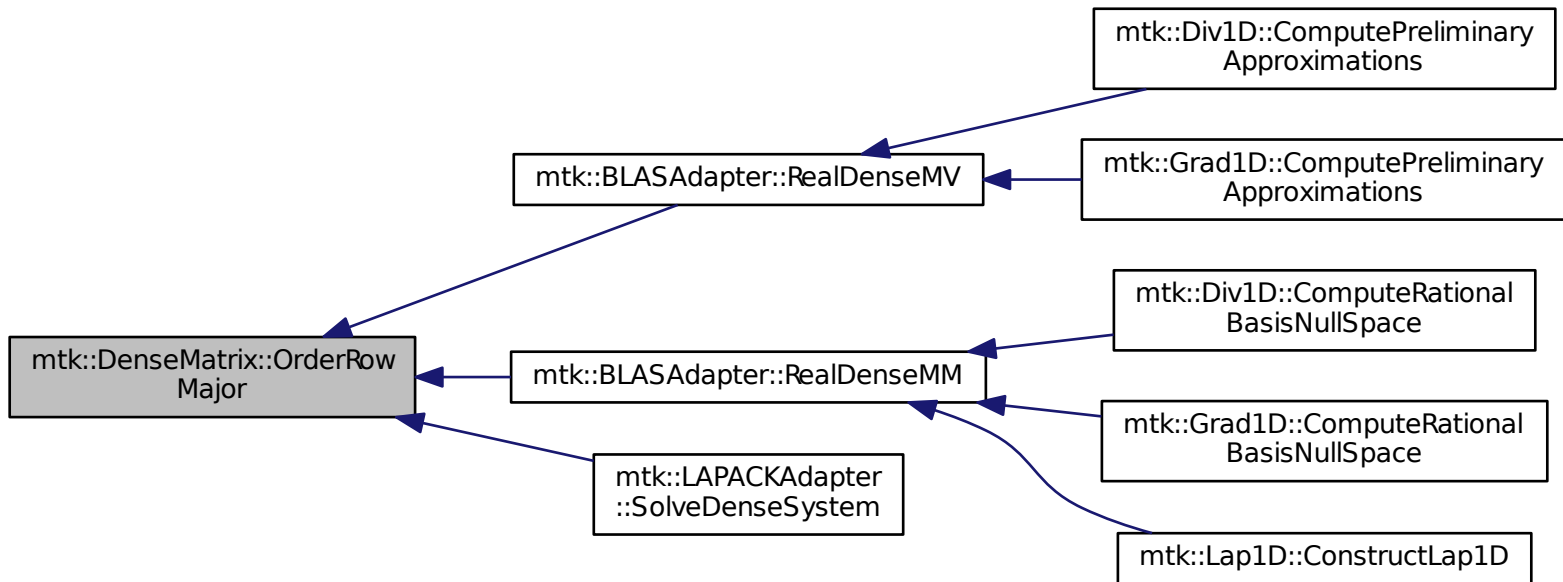 mtk::Div1D::ComputePreliminary
Approximations
mtk::BLASAdapter::RealDenseMV
mtk::Grad1D::ComputePreliminary
Approximations
mtk::Div1D::ComputeRational
BasisNullSpace
mtk::DenseMatrix::OrderRow
Major
mtk::BLASAdapter::RealDenseMM
mtk::Grad1D::ComputeRational
BasisNullSpace
mtk::LAPACKAdapter
::SolveDenseSystem
mtk::Lap1D::ConstructLap1D